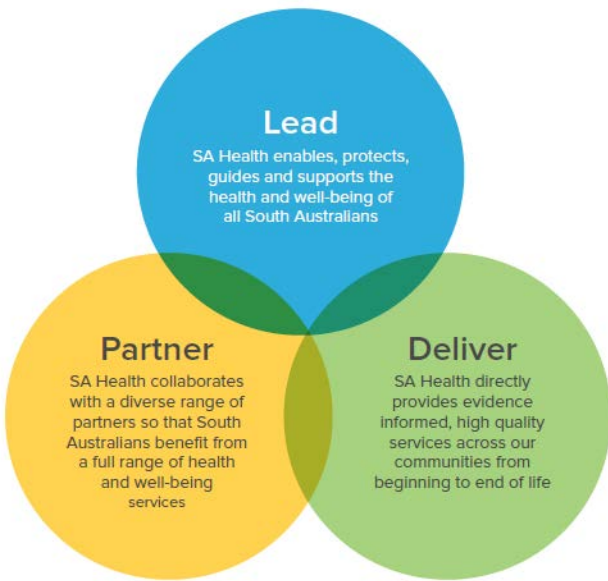 Lead
SA Health enables, protects,
guides and supports the
health and well-being of
all South Australians
Partner
SA Health collaborates
with a diverse range of
partners so that South
Australians benefit from
a full range of health
and well-being
services
Deliver
SA Health directly
provides evidence
informed, high quality
services across our
communities from
beginning to end of life